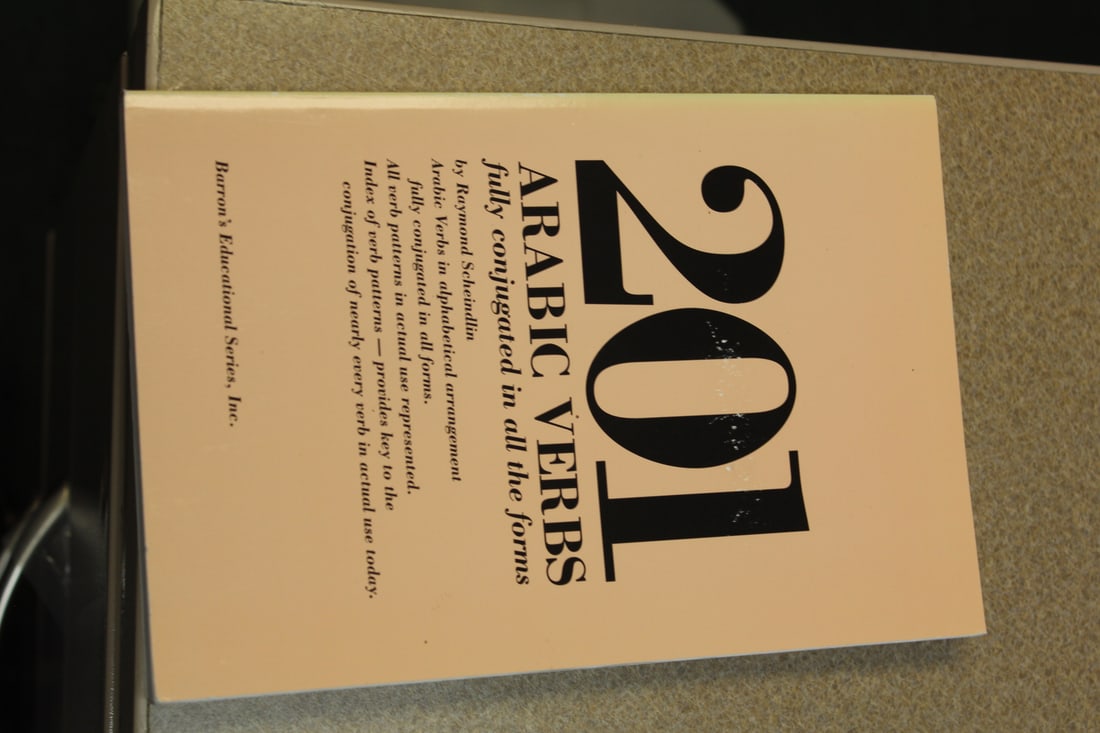 201
ARABIC VERBS
fully conjugated in all the forms
by Raymond Scheindlin
Arabic Verbs in alphabetical arrangement
fully conjugated in all forms.
All verb patterns in actual use represented.
Index of verb patterns — provides key to the
conjugation of nearly every verb in actual use today.
Barron's Educational Series, Inc.